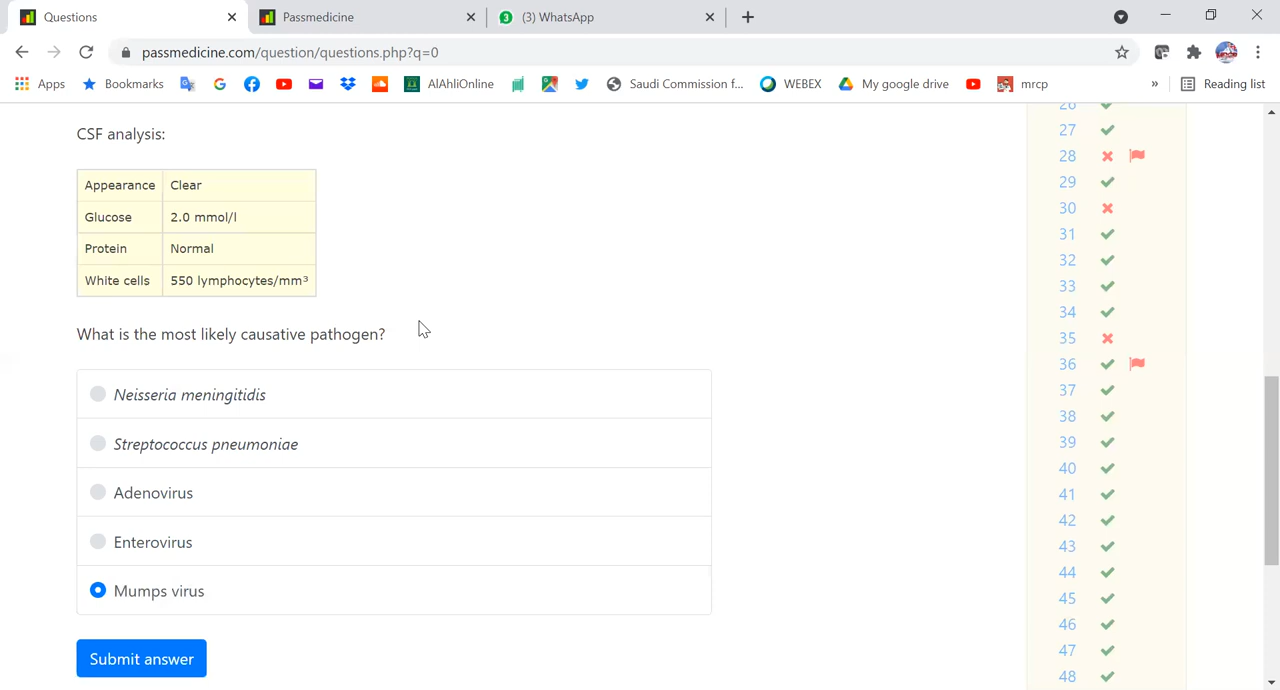 Questions
Passmedicine
(3) WhatsApp
passmedicine.com/question/questions.php?q=0
Apps
Bookmarks
AlAhliOnline
Saudi Commission f...
WEBEX
My google drive
mrcp
»
Reading list
CSF analysis:
Appearance Clear
Glucose 2.0 mmol/l
Protein Normal
White cells 550 lymphocytes/mm³
What is the most likely causative pathogen?
Neisseria meningitidis
Streptococcus pneumoniae
Adenovirus
Enterovirus
Mumps virus
Submit answer
26
27
28
29
30
31
32
33
34
35
36
37
38
39
40
41
42
43
44
45
46
47
48